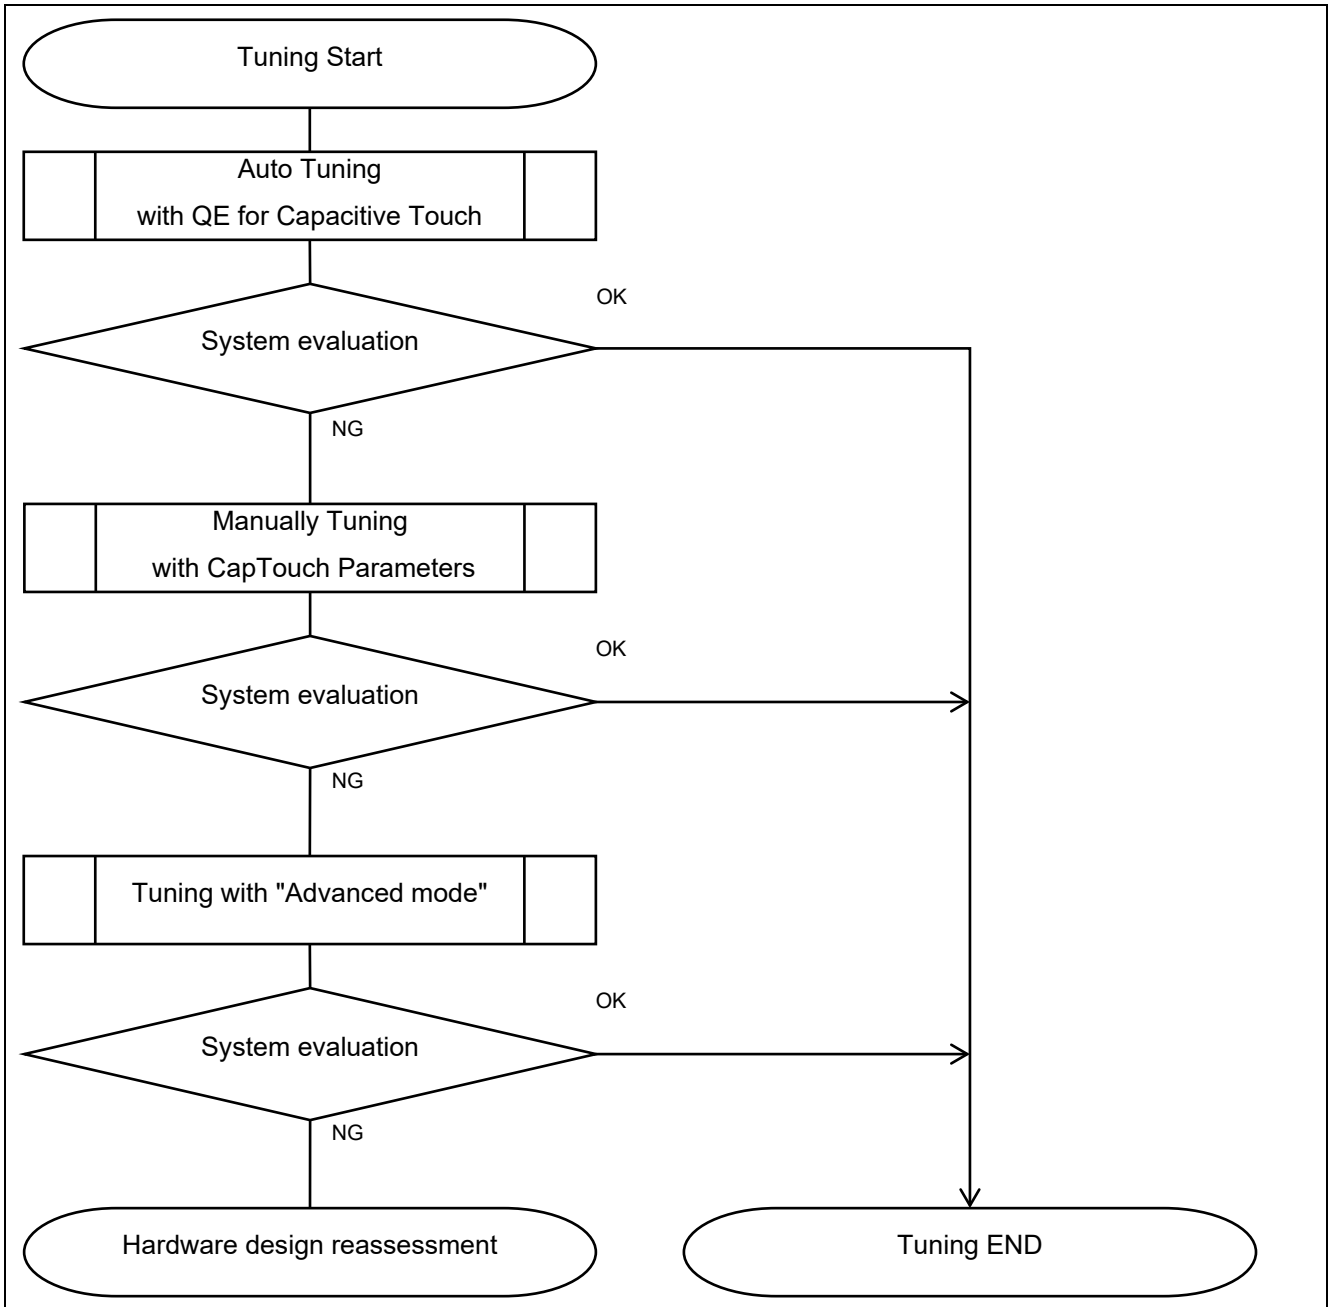 Tuning Start
Auto Tuning
with QE for Capacitive Touch
OK
System evaluation
NG
Manually Tuning
with CapTouch Parameters
OK
System evaluation
NG
Tuning with "Advanced mode"
OK
System evaluation
NG
Hardware design reassessment
Tuning END